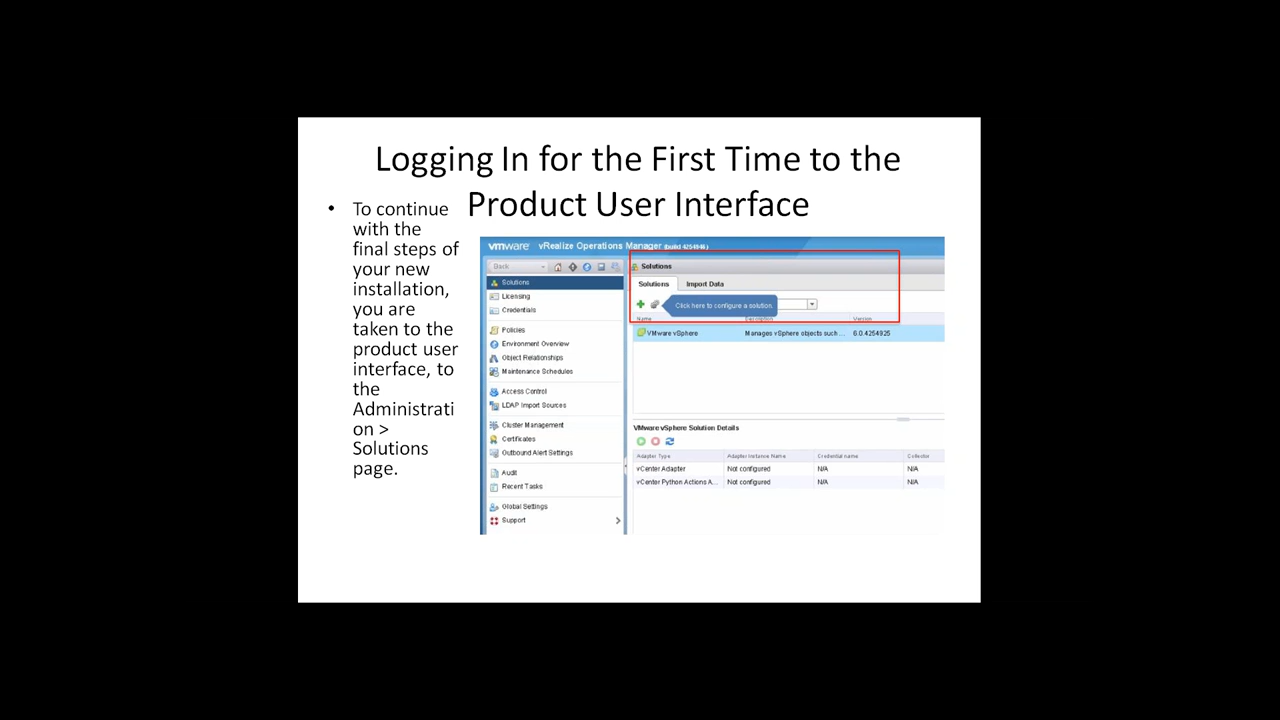 Logging In for the First Time to the
Product User Interface
• To continue
with the
final steps of
your new
installation,
you are
taken to the
product user
interface, to
the
Administrati
on >
Solutions
page.
vmware vRealize Operations Manager (build 4254946)
Back
Solutions
Licensing
Credentials
Policies
Environment Overview
Object Relationships
Maintenance Schedules
Access Control
LDAP Import Sources
Cluster Management
Certificates
Outbound Alert Settings
Audit
Recent Tasks
Global Settings
Support
Solutions
Solutions Import Data
Click here to configure a solution.
Name Description Version
VMware vSphere Manages vSphere objects such ... 6.0.4254925
VMware vSphere Solution Details
Adapter Type Adapter Instance Name Credential name Collector
vCenter Adapter Not configured N/A N/A
vCenter Python Actions A... Not configured N/A N/A